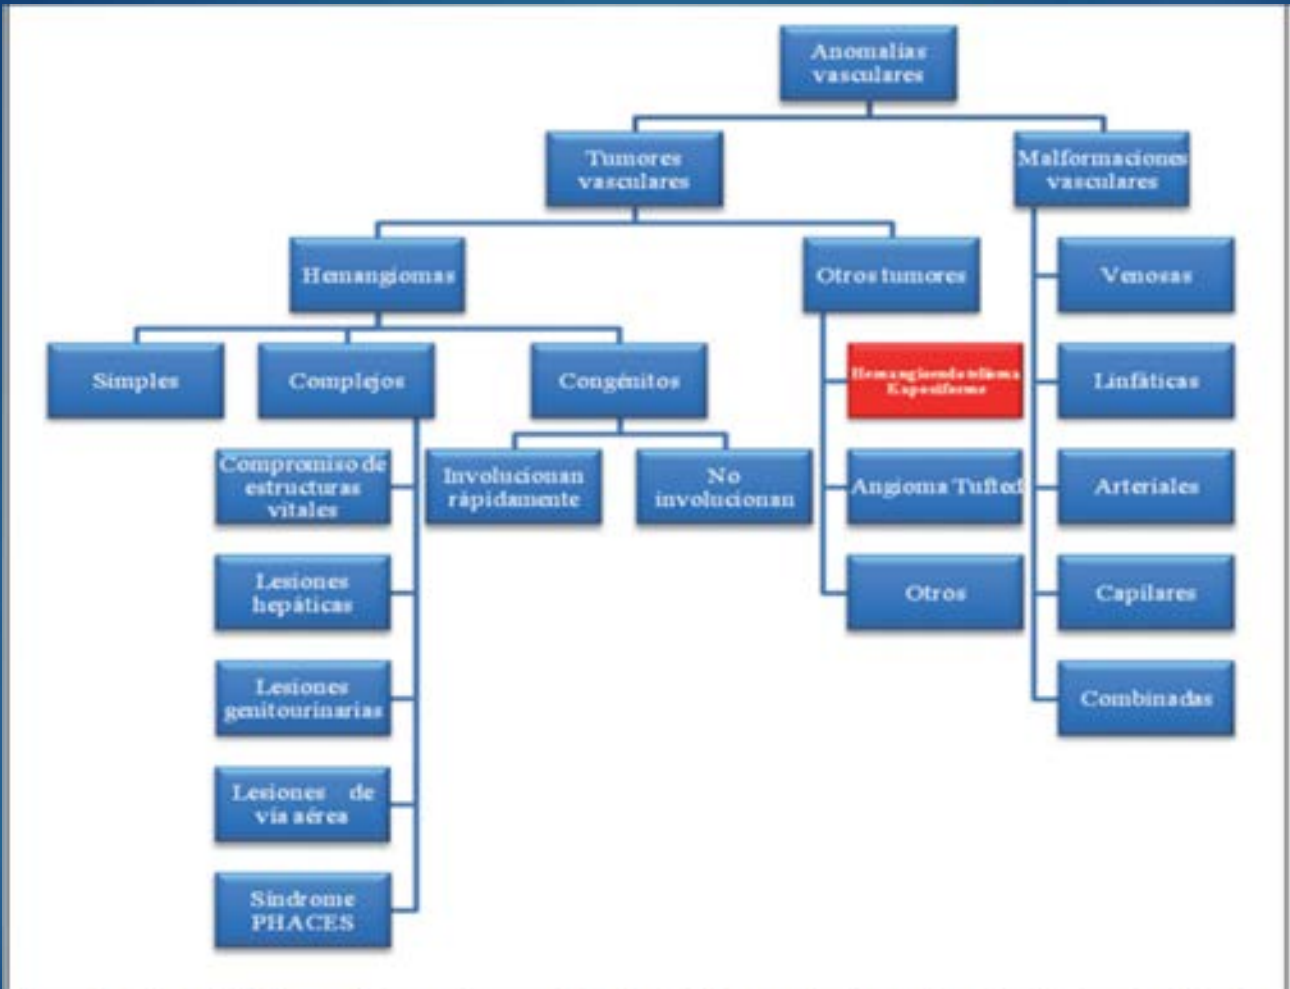 Anomalías
vasculares
Tumores
vasculares
Malformaciones
vasculares
Hemangiomas
Otros tumores
Venosas
Simples
Complejos
Congénitos
Hemangioendotelioma
Kaposiforme
Linfáticas
Compromiso de
estructuras
vitales
Involucionan
rápidamente
No
involucionan
Angioma Tufted
Arteriales
Lesiones
hepáticas
Otros
Capilares
Lesiones
genitourinarias
Combinadas
Lesiones de
vía aérea
Síndrome
PHACES